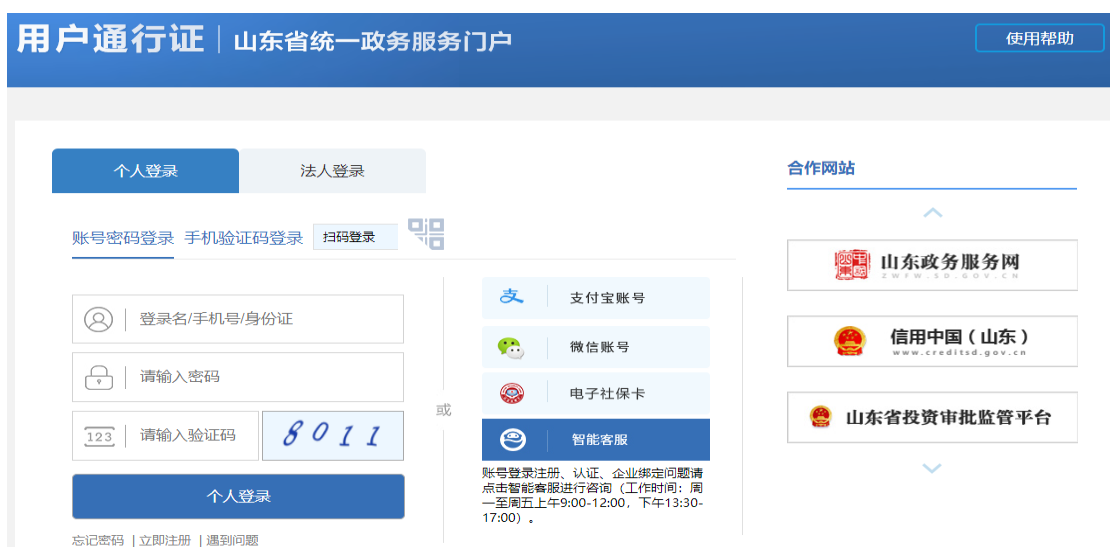 用户通行证 山东省统一政务服务门户 使用帮助
个人登录 法人登录
账号密码登录 手机验证码登录 扫码登录
登录名/手机号/身份证
请输入密码
123 请输入验证码 8011
个人登录
忘记密码 |立即注册 |遇到问题
或
支付宝账号
微信账号
电子社保卡
智能客服
账号登录注册、认证、企业绑定问题请
点击智能客服进行咨询（工作时间：周
一至周五上午9:00-12:00，下午13:30-
17:00）。
合作网站
山东政务服务网
ZWFW.SD.GOV.CN
信用中国（山东）
www.creditsd.gov.cn
山东省投资审批监管平台